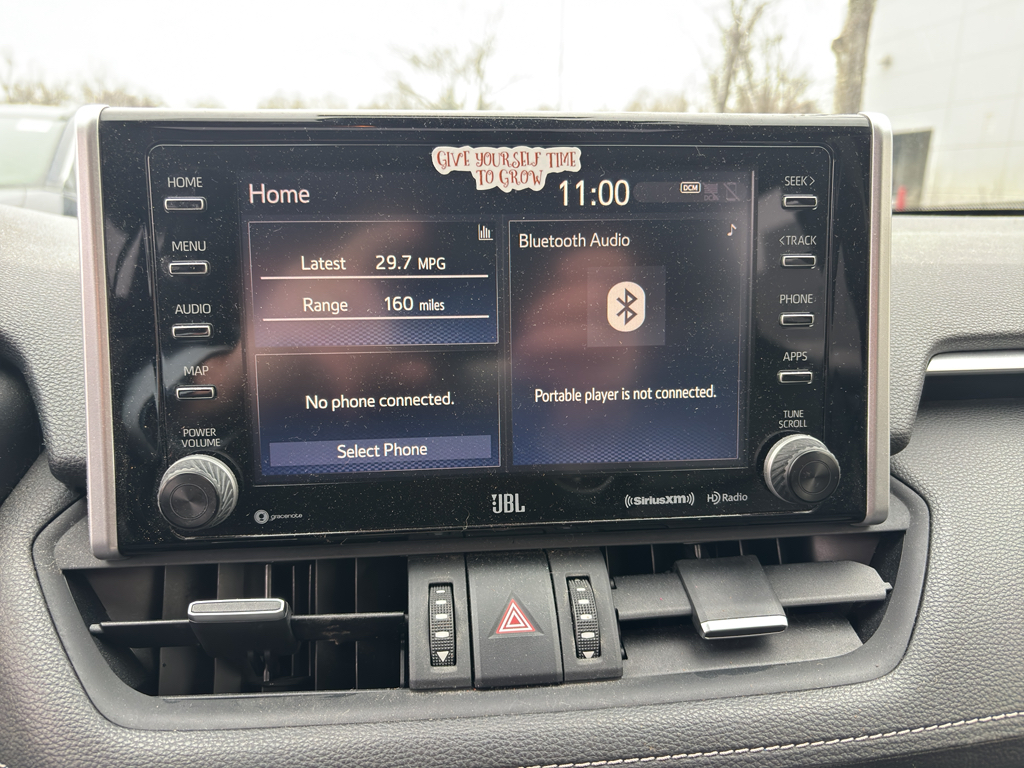 GIVE YOURSELF TIME
TO GROW
HOME
MENU
AUDIO
MAP
POWER
VOLUME
Home
11:00
DCM
Latest 29.7 MPG
Range 160 miles
No phone connected.
Select Phone
Bluetooth Audio
Portable player is not connected.
SEEK >
< TRACK
PHONE
APPS
TUNE
SCROLL
gracenote
JBL
((SiriusXM))
HD Radio